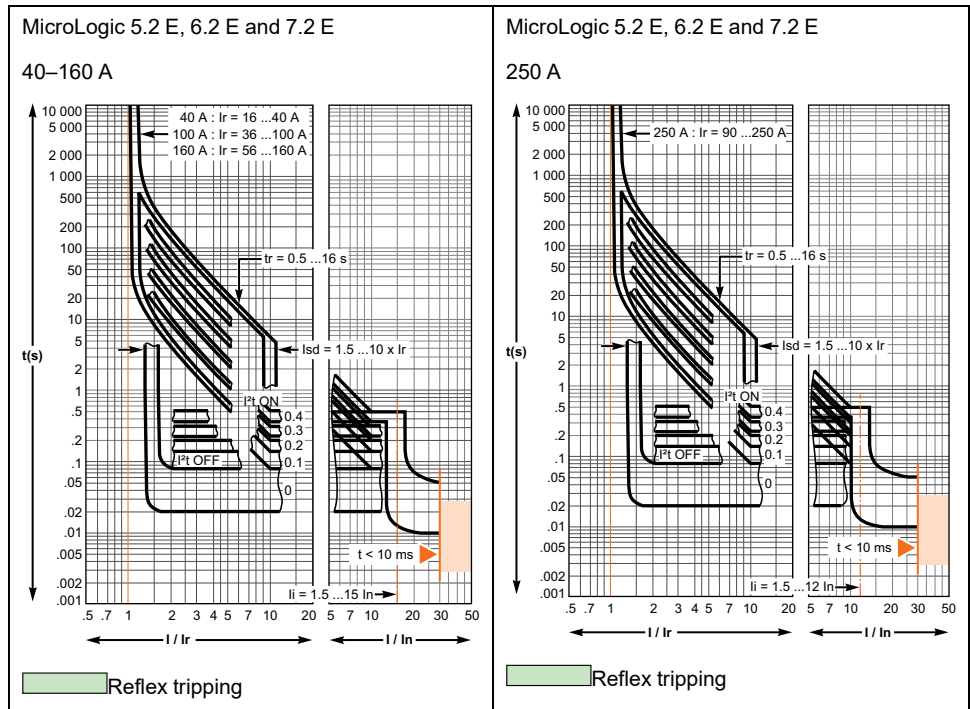 MicroLogic 5.2 E, 6.2 E and 7.2 E
40–160 A
10 000
5 000
2 000
1 000
500
200
100
50
20
10
5
2
1
.5
.2
.1
.05
.02
.01
.005
.002
.001
t(s)
40 A : Ir = 16 ...40 A
100 A : Ir = 36 ...100 A
160 A : Ir = 56 ...160 A
tr = 0.5 ...16 s
Isd = 1.5 ...10 x Ir
I²t ON
0.4
0.3
0.2
0.1
0
I²t OFF
t < 10 ms
Ii = 1.5 ...15 In
.5 .7 1 2 3 4 5 7 10 20
5 7 10 20 30 50
I / Ir
I / In
Reflex tripping
MicroLogic 5.2 E, 6.2 E and 7.2 E
250 A
10 000
5 000
2 000
1 000
500
200
100
50
20
10
5
2
1
.5
.2
.1
.05
.02
.01
.005
.002
.001
t(s)
250 A : Ir = 90 ...250 A
tr = 0.5 ...16 s
Isd = 1.5 ...10 x Ir
I²t ON
0.4
0.3
0.2
0.1
0
I²t OFF
t < 10 ms
Ii = 1.5 ...12 In
.5 .7 1 2 3 4 5 7 10 20
5 7 10 20 30 50
I / Ir
I / In
Reflex tripping